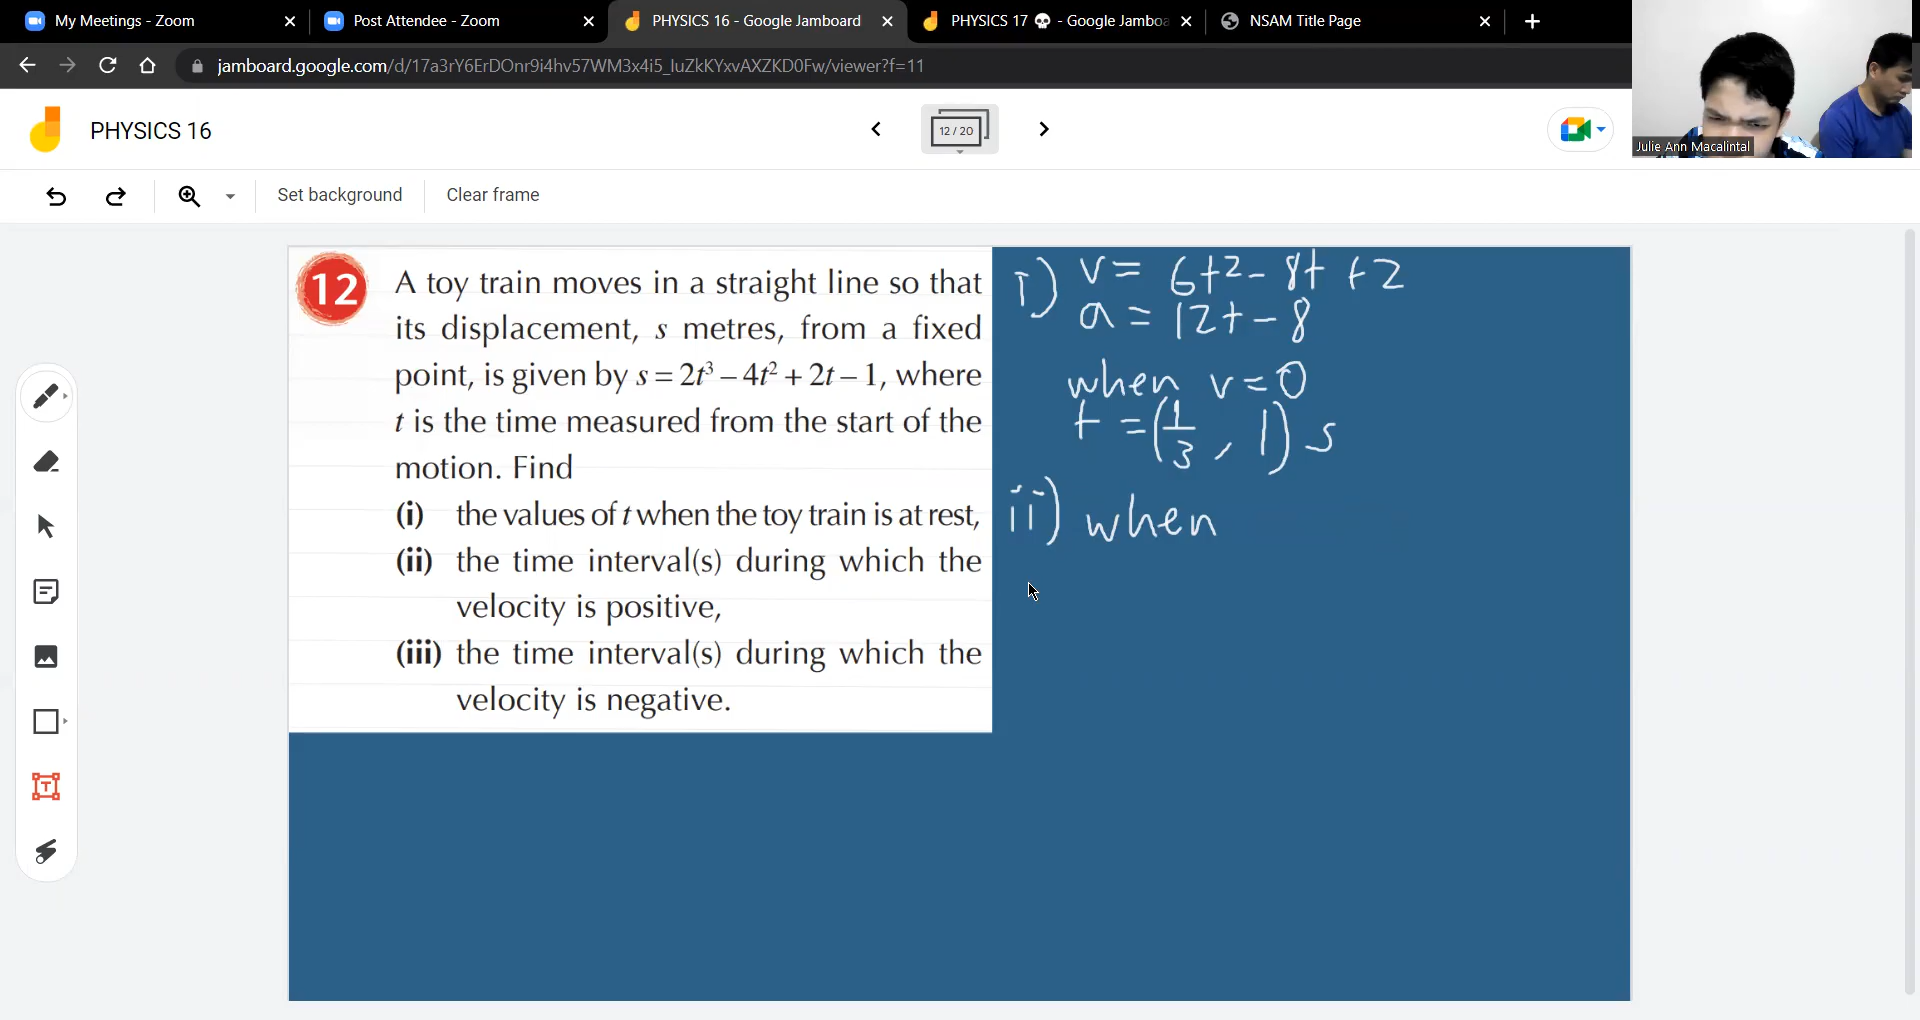 My Meetings - Zoom
Post Attendee - Zoom
PHYSICS 16 - Google Jamboard
PHYSICS 17 💀 - Google Jamboa
NSAM Title Page
jamboard.google.com/d/17a3rY6ErDOnr9i4hv57WM3x4i5_IuZkKYxvAXZKD0Fw/viewer?f=11
Julie Ann Macalintal
PHYSICS 16
12 / 20
Set background
Clear frame
12
A toy train moves in a straight line so that
its displacement, s metres, from a fixed
point, is given by s = 2t³ – 4t² + 2t – 1, where
t is the time measured from the start of the
motion. Find
(i) the values of t when the toy train is at rest,
(ii) the time interval(s) during which the
velocity is positive,
(iii) the time interval(s) during which the
velocity is negative.
i) v = 6t2 - 8t + 2
a = 12t - 8
when v = 0
t = (1/3, 1) s
ii) when